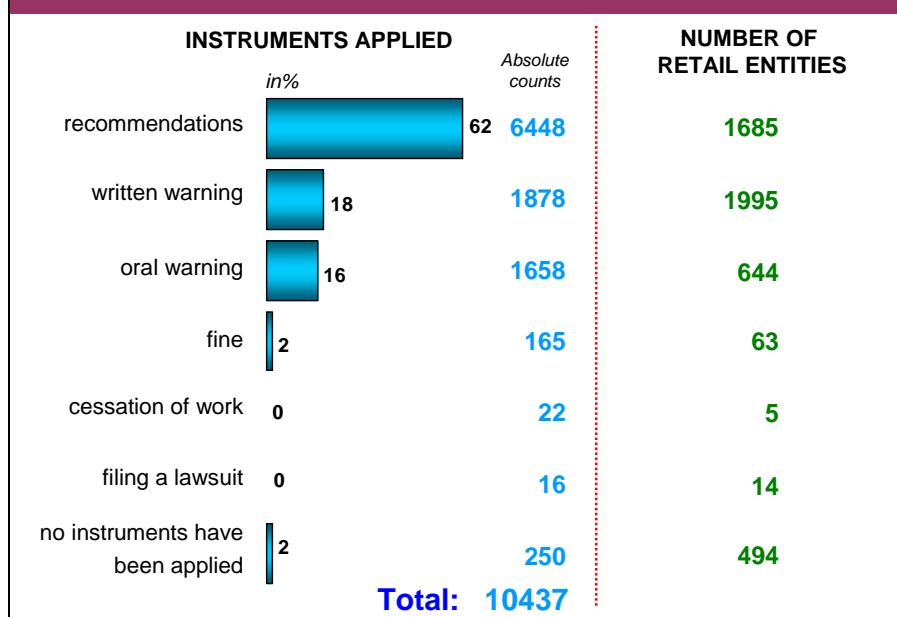 INSTRUMENTS APPLIED
NUMBER OF
RETAIL ENTITIES
in%
Absolute
counts
recommendations 62 6448 1685
written warning 18 1878 1995
oral warning 16 1658 644
fine 2 165 63
cessation of work 0 22 5
filing a lawsuit 0 16 14
no instruments have
been applied 2 250 494
Total: 10437